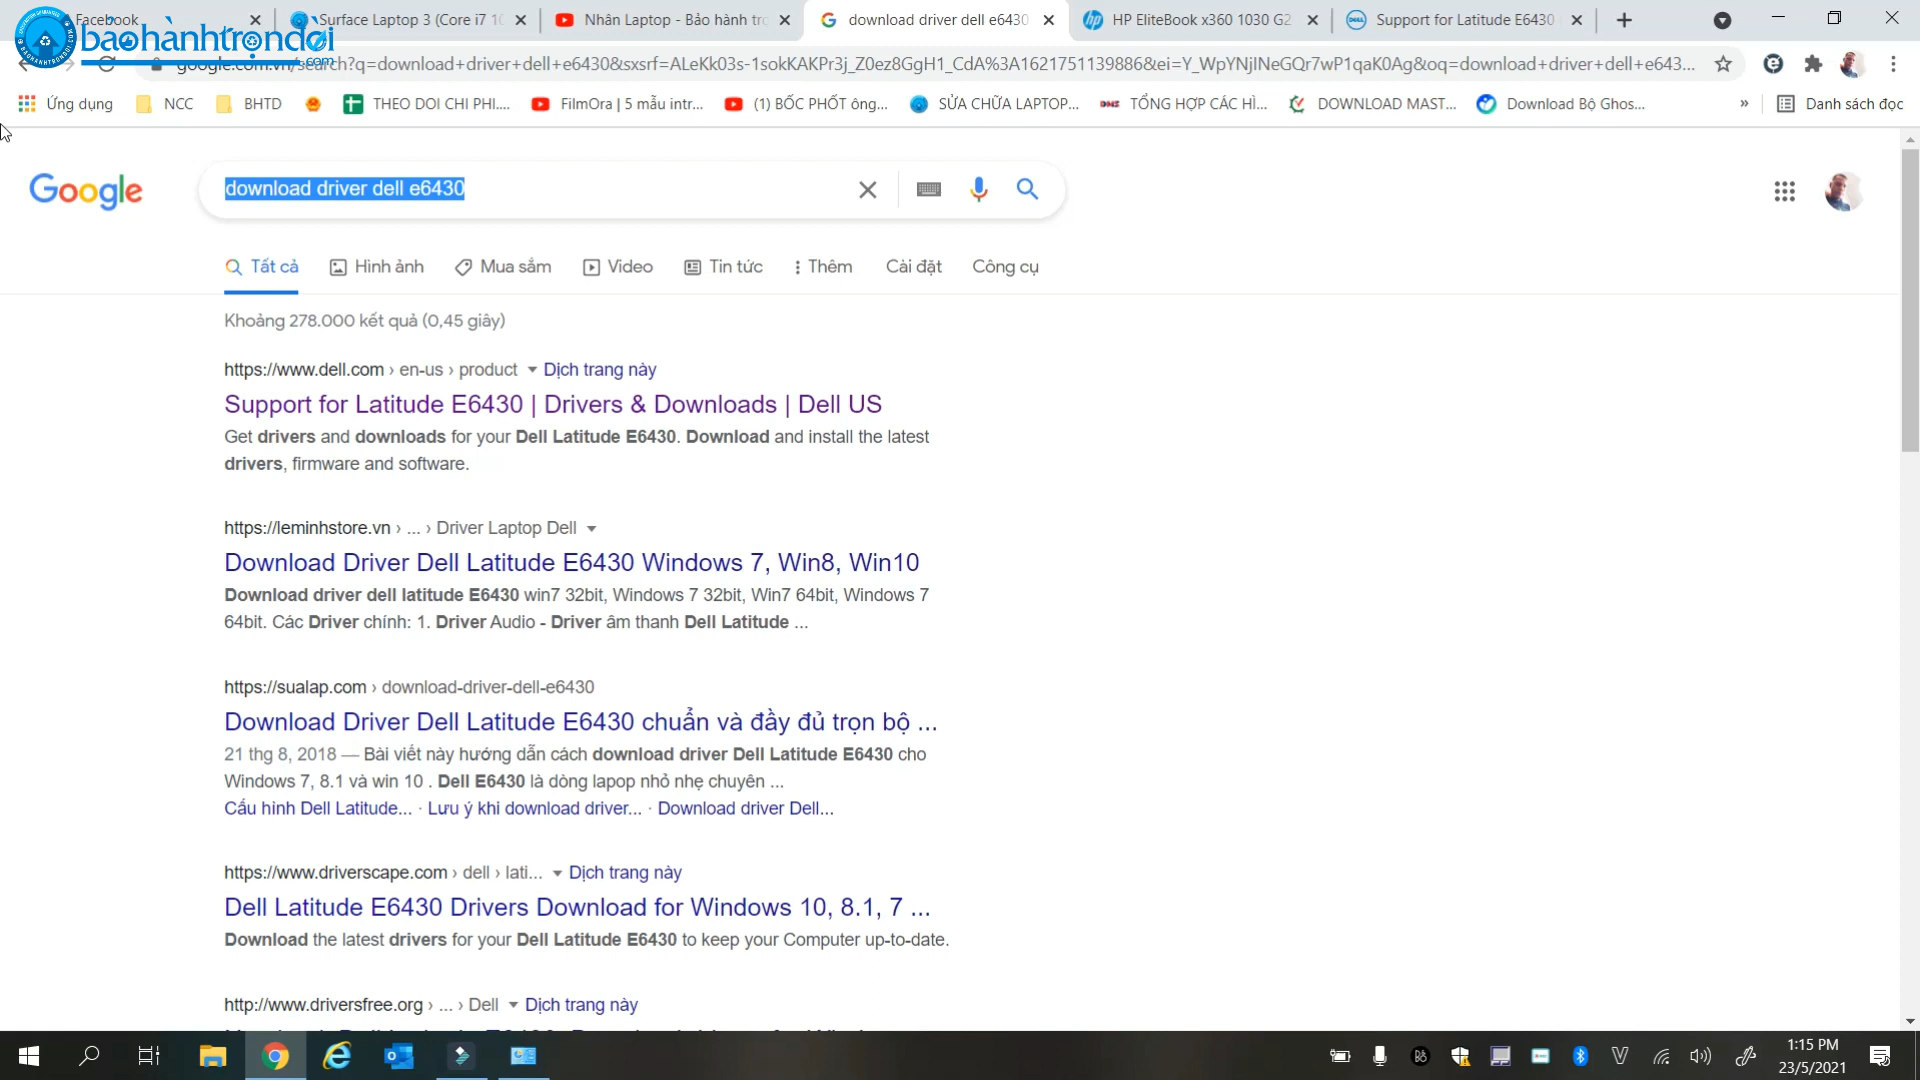 Facebook
Surface Laptop 3 (Core i7 10
Nhân Laptop - Bảo hành trọ
download driver dell e6430
HP EliteBook x360 1030 G2
Support for Latitude E6430
baohànhtrọnđời
.com
google.com.vn/search?q=download+driver+dell+e6430&sxsrf=ALeKk03s-1sokKAKPr3j_Z0ez8GgH1_CdA%3A1621751139886&ei=Y_WpYNjINeGQr7wP1qaK0Ag&oq=download+driver+dell+e643...
Ứng dụng
NCC
BHTD
THEO DOI CHI PHI....
FilmOra | 5 mẫu intr...
(1) BỐC PHỐT ông...
SỬA CHỮA LAPTOP...
TỔNG HỢP CÁC HÌ...
DOWNLOAD MAST...
Download Bộ Ghos...
»
Danh sách đọc
Google
download driver dell e6430
Tất cả
Hình ảnh
Mua sắm
Video
Tin tức
Thêm
Cài đặt
Công cụ
Khoảng 278.000 kết quả (0,45 giây)
https://www.dell.com › en-us › product Dịch trang này
Support for Latitude E6430 | Drivers & Downloads | Dell US
Get drivers and downloads for your Dell Latitude E6430. Download and install the latest
drivers, firmware and software.
https://leminhstore.vn › ... › Driver Laptop Dell
Download Driver Dell Latitude E6430 Windows 7, Win8, Win10
Download driver dell latitude E6430 win7 32bit, Windows 7 32bit, Win7 64bit, Windows 7
64bit. Các Driver chính: 1. Driver Audio - Driver âm thanh Dell Latitude ...
https://sualap.com › download-driver-dell-e6430
Download Driver Dell Latitude E6430 chuẩn và đầy đủ trọn bộ ...
21 thg 8, 2018 — Bài viết này hướng dẫn cách download driver Dell Latitude E6430 cho
Windows 7, 8.1 và win 10 . Dell E6430 là dòng lapop nhỏ nhẹ chuyên ...
Cấu hình Dell Latitude... · Lưu ý khi download driver... · Download driver Dell...
https://www.driverscape.com › dell › lati... Dịch trang này
Dell Latitude E6430 Drivers Download for Windows 10, 8.1, 7 ...
Download the latest drivers for your Dell Latitude E6430 to keep your Computer up-to-date.
http://www.driversfree.org › ... › Dell Dịch trang này
1:15 PM
23/5/2021